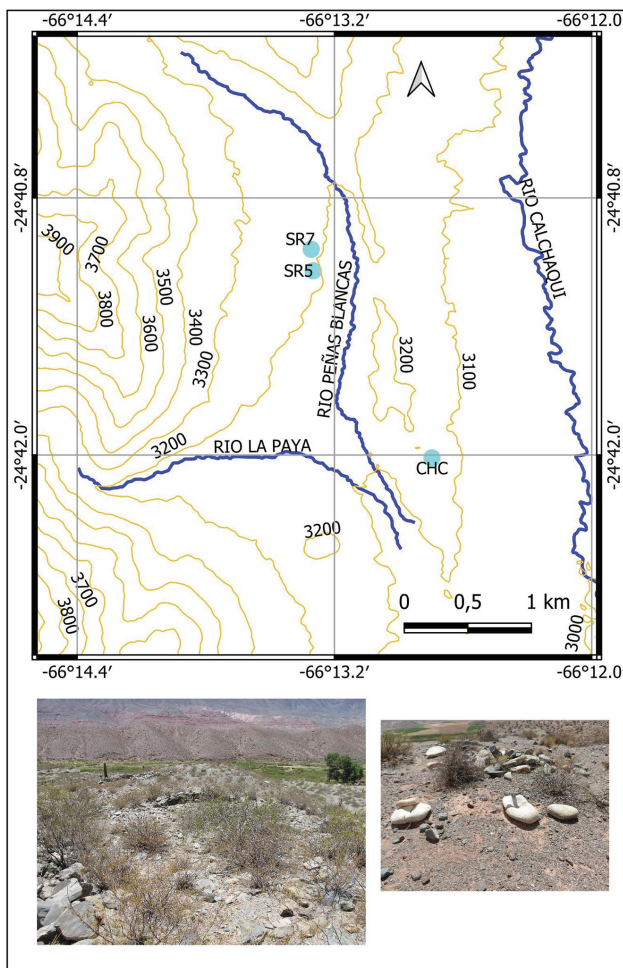 -66°14.4′ -66°13.2′ -66°12.0′
-24°40.8′ -24°40.8′
RIO CALCHAQUI
SR7
SR5
RIO PEÑAS BLANCAS
3900
3700
3800
3600
3500
3400
3300
3200
3100
3200
RIO LA PAYA
CHC
-24°42.0′ -24°42.0′
3200
3700
3800
0 0,5 1 km
3000
-66°14.4′ -66°13.2′ -66°12.0′